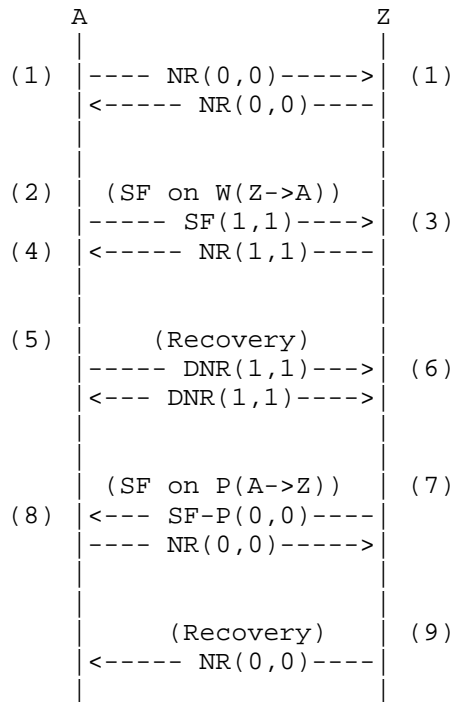 A Z
| |
(1) |---- NR(0,0)----->| (1)
|<----- NR(0,0)----|
| |
| |
(2) | (SF on W(Z->A)) |
|----- SF(1,1)---->| (3)
(4) |<----- NR(1,1)----|
| |
| |
(5) | (Recovery) |
|----- DNR(1,1)--->| (6)
|<--- DNR(1,1)---->|
| |
| |
| (SF on P(A->Z)) | (7)
(8) |<--- SF-P(0,0)----|
|---- NR(0,0)----->|
| |
| |
| (Recovery) | (9)
|<----- NR(0,0)----|
| |